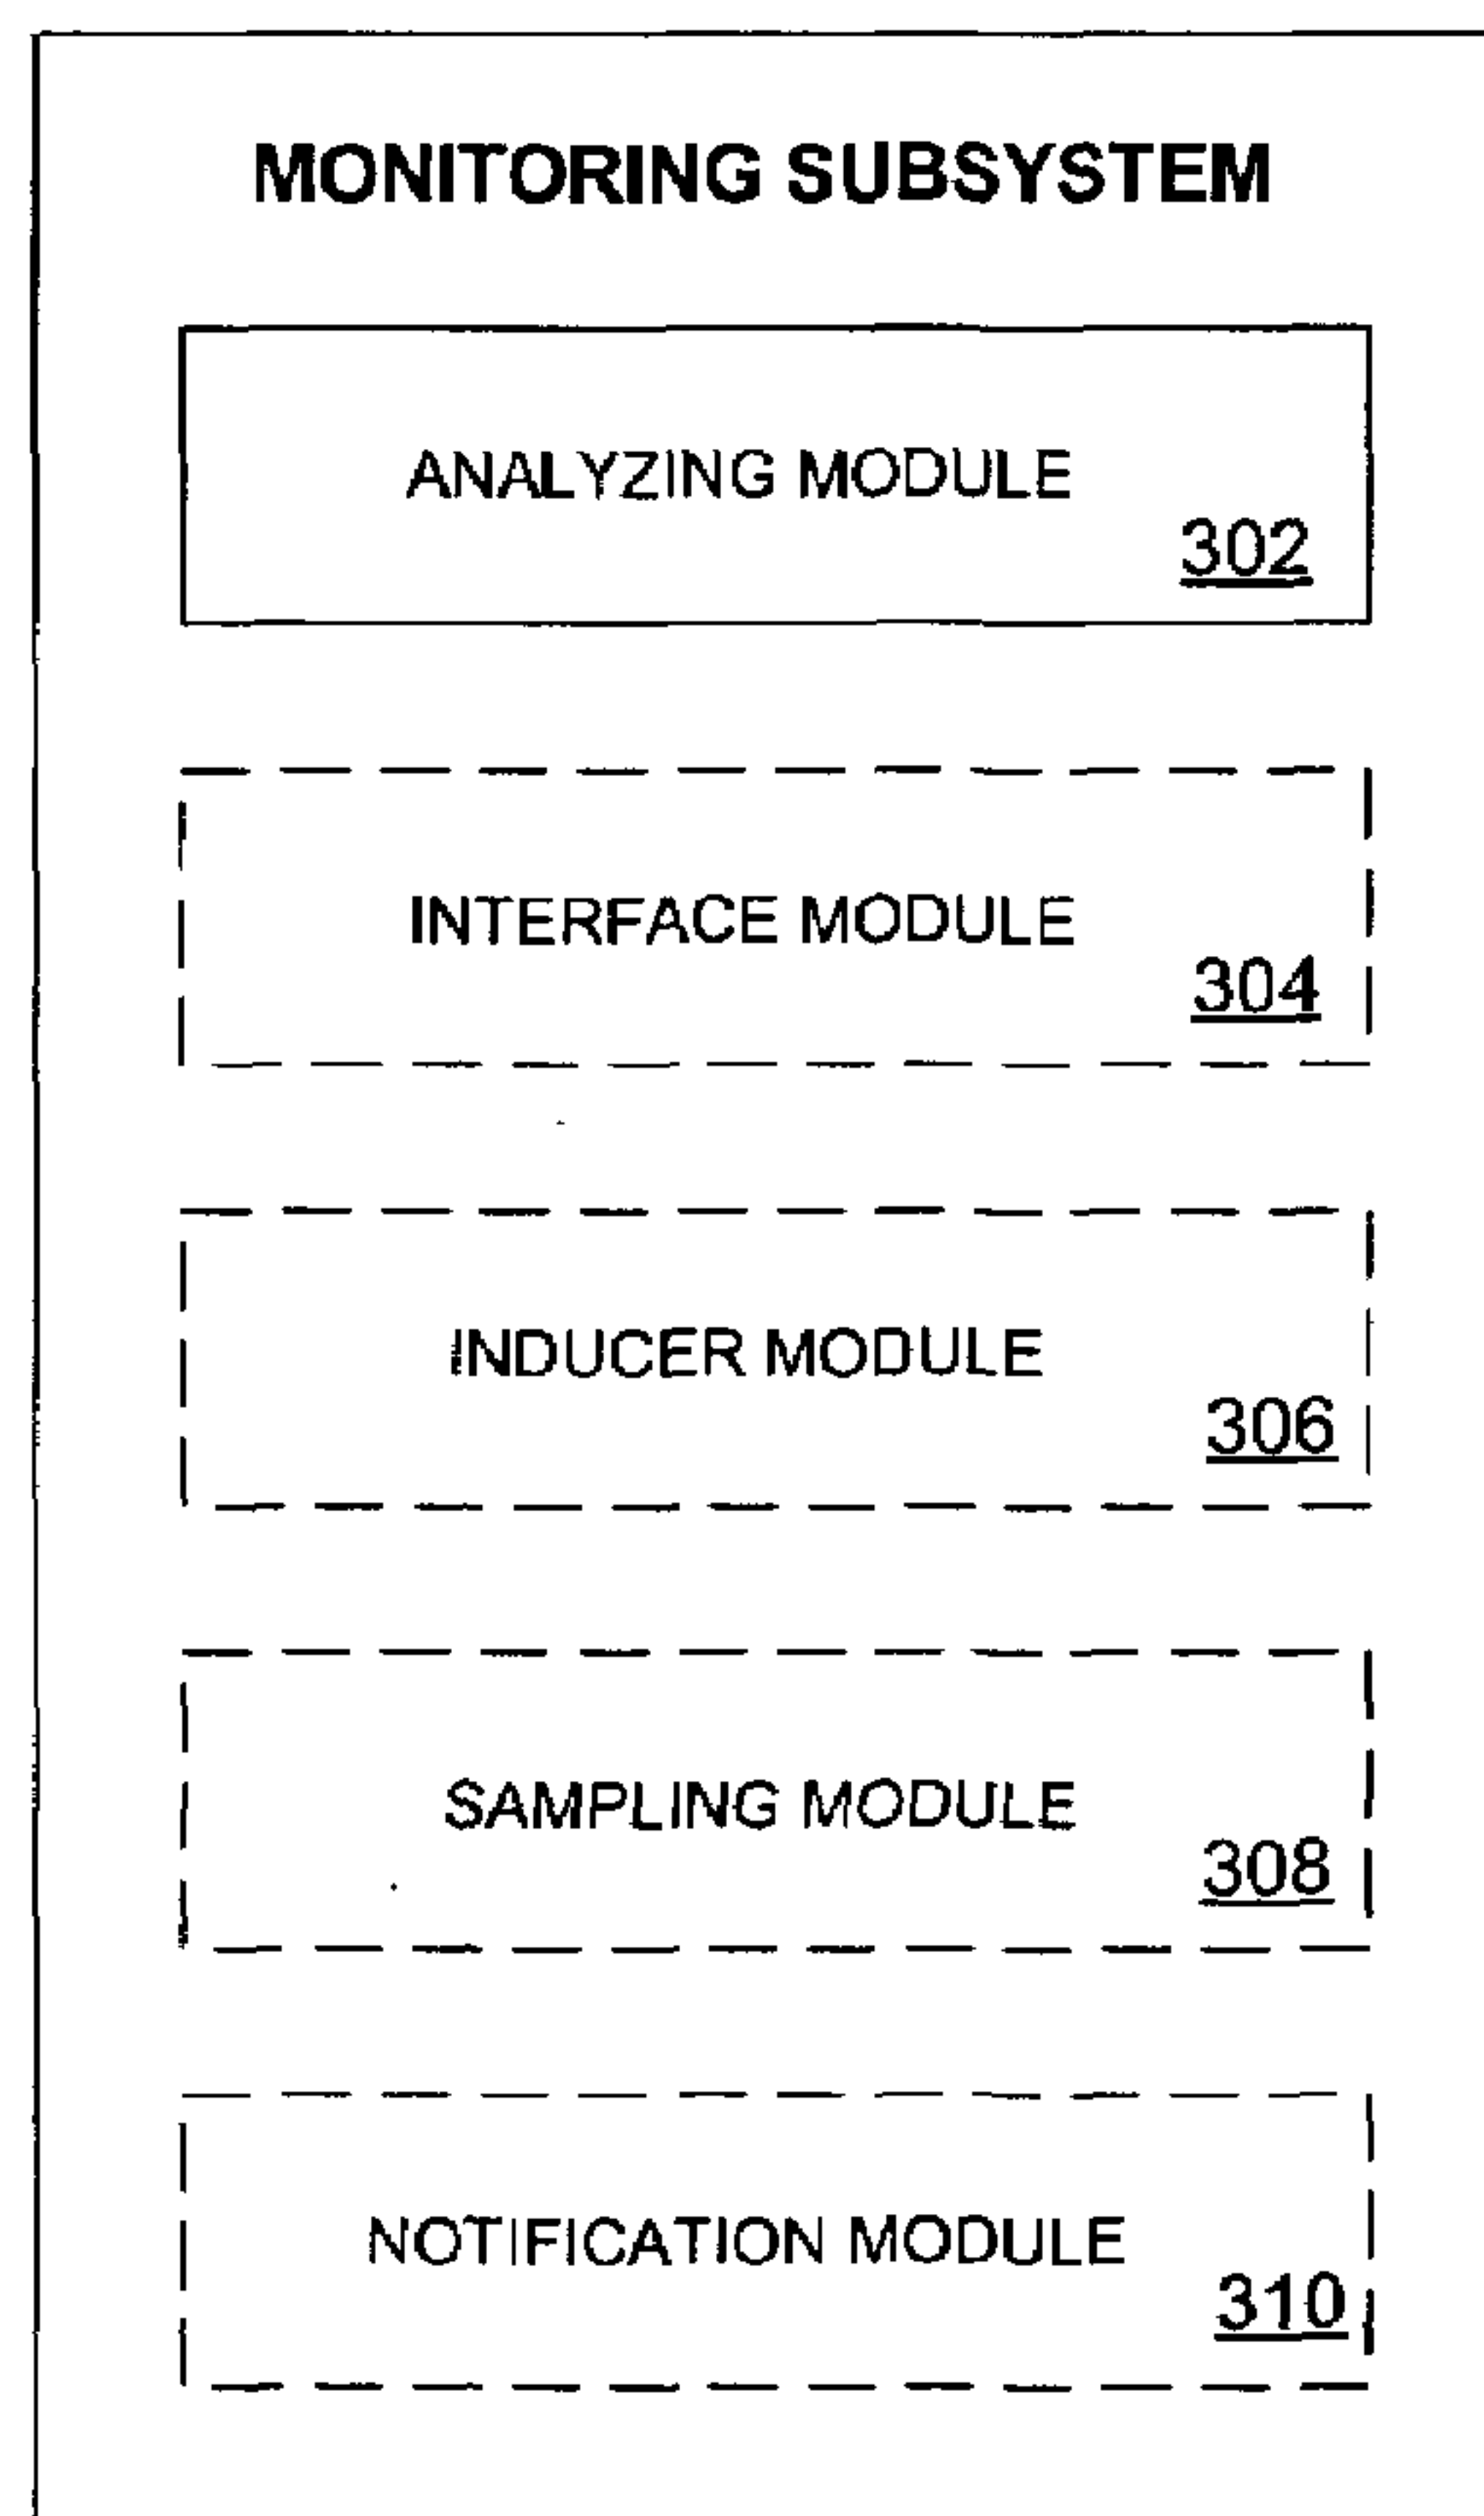 MONITORING SUBSYSTEM
ANALYZING MODULE
302
INTERFACE MODULE
304
INDUCER MODULE
306
SAMPLING MODULE
308
NOTIFICATION MODULE
310